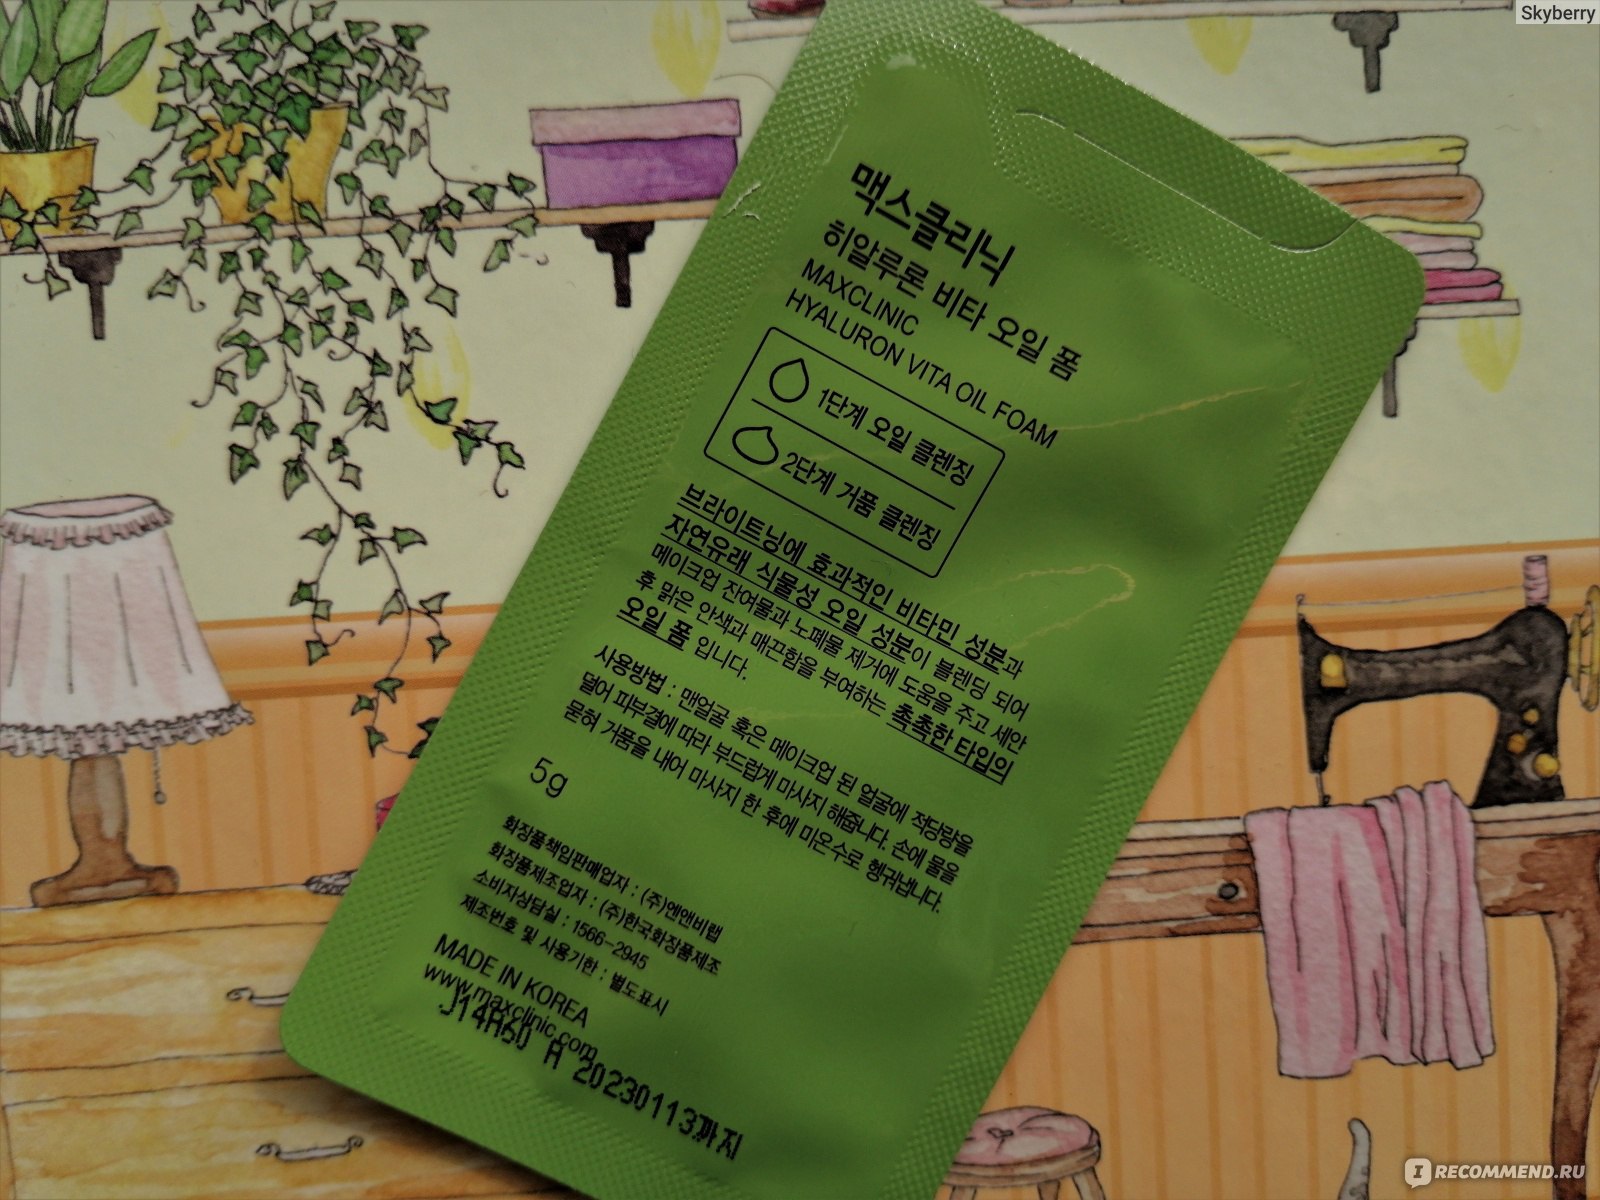 Skyberry
맥스클리닉
히알루론 비타 오일 폼
MAXCLINIC
HYALURON VITA OIL FOAM
1단계 오일 클렌징
2단계 거품 클렌징
브라이트닝에 효과적인 비타민 성분과
자연유래 식물성 오일 성분이 블렌딩 되어
메이크업 잔여물과 노폐물 제거에 도움을 주고 세안
후 맑은 안색과 매끈함을 부여하는 촉촉한 타입의
오일 폼 입니다.
사용방법 : 맨얼굴 혹은 메이크업 된 얼굴에 적당량을
덜어 피부결에 따라 부드럽게 마사지 해줍니다. 손에 물을
묻혀 거품을 내어 마사지 한 후에 미온수로 헹궈냅니다.
5g
화장품책임판매업자 : (주)엔앤비랩
화장품제조업자 : (주)한국화장품제조
소비자상담실 : 1566-2945
제조번호 및 사용기한 : 별도표시
MADE IN KOREA
www.maxclinic.com
J14H60 A 20230113까지
IRECOMMEND.RU